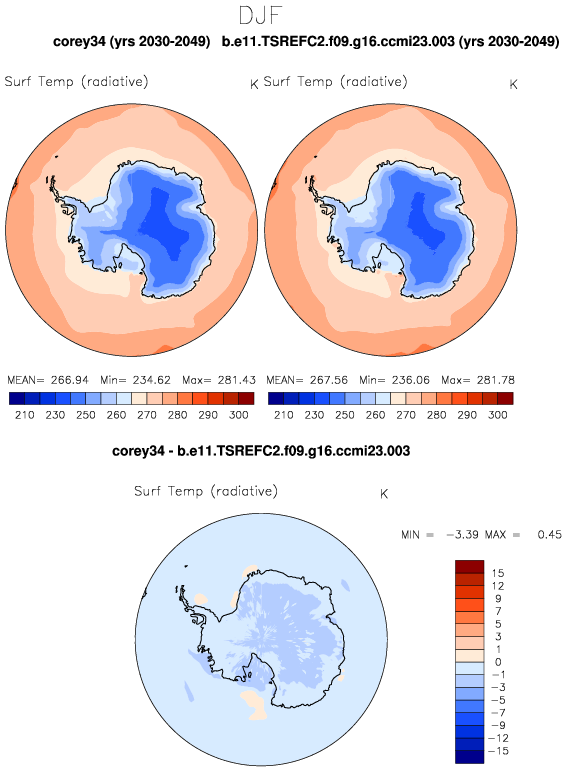 DJF
corey34 (yrs 2030-2049) b.e11.TSREFC2.f09.g16.ccmi23.003 (yrs 2030-2049)
Surf Temp (radiative) K Surf Temp (radiative) K
MEAN= 266.94 Min= 234.62 Max= 281.43 MEAN= 267.56 Min= 236.06 Max= 281.78
210 230 250 260 270 280 290 300 210 230 250 260 270 280 290 300
corey34 - b.e11.TSREFC2.f09.g16.ccmi23.003
Surf Temp (radiative) K
MIN = -3.39 MAX = 0.45
15
12
9
7
5
3
1
0
-1
-3
-5
-7
-9
-12
-15